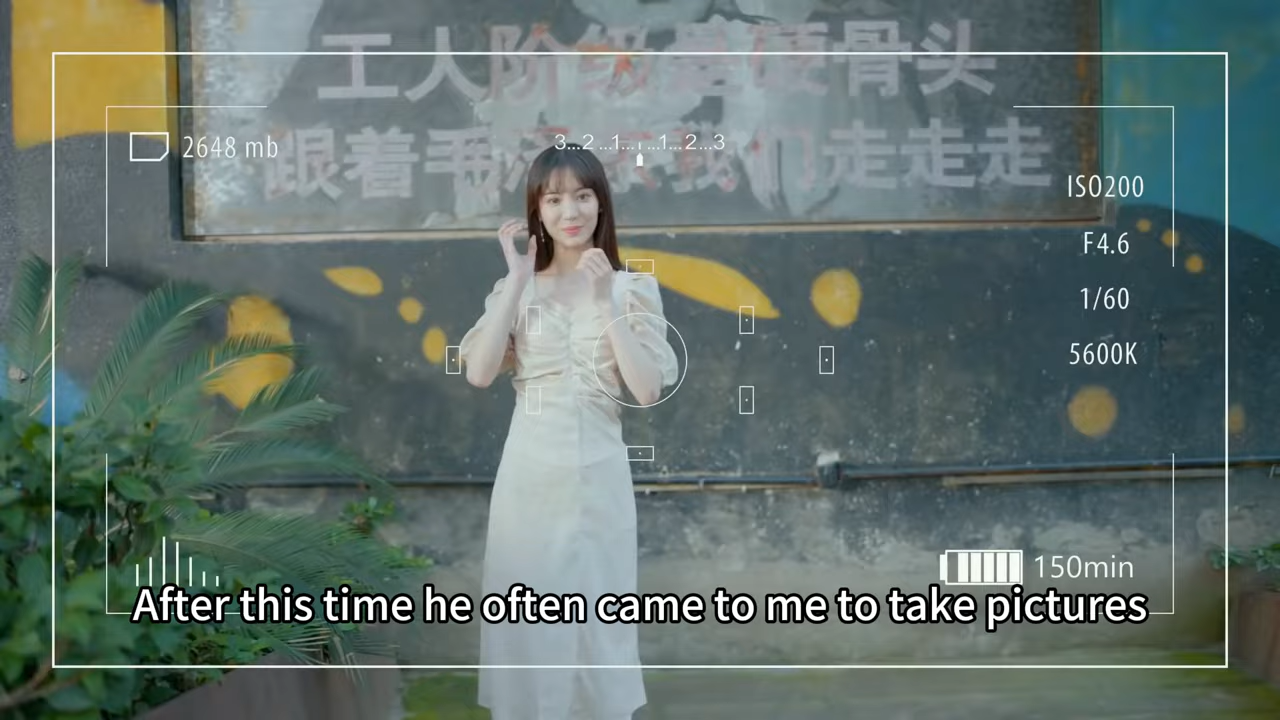 工人阶级是硬骨头
跟着毛泽东我们走走走
2648 mb
3...2...1...ı...1...2...3
ISO200
F4.6
1/60
5600K
150min
After this time he often came to me to take pictures